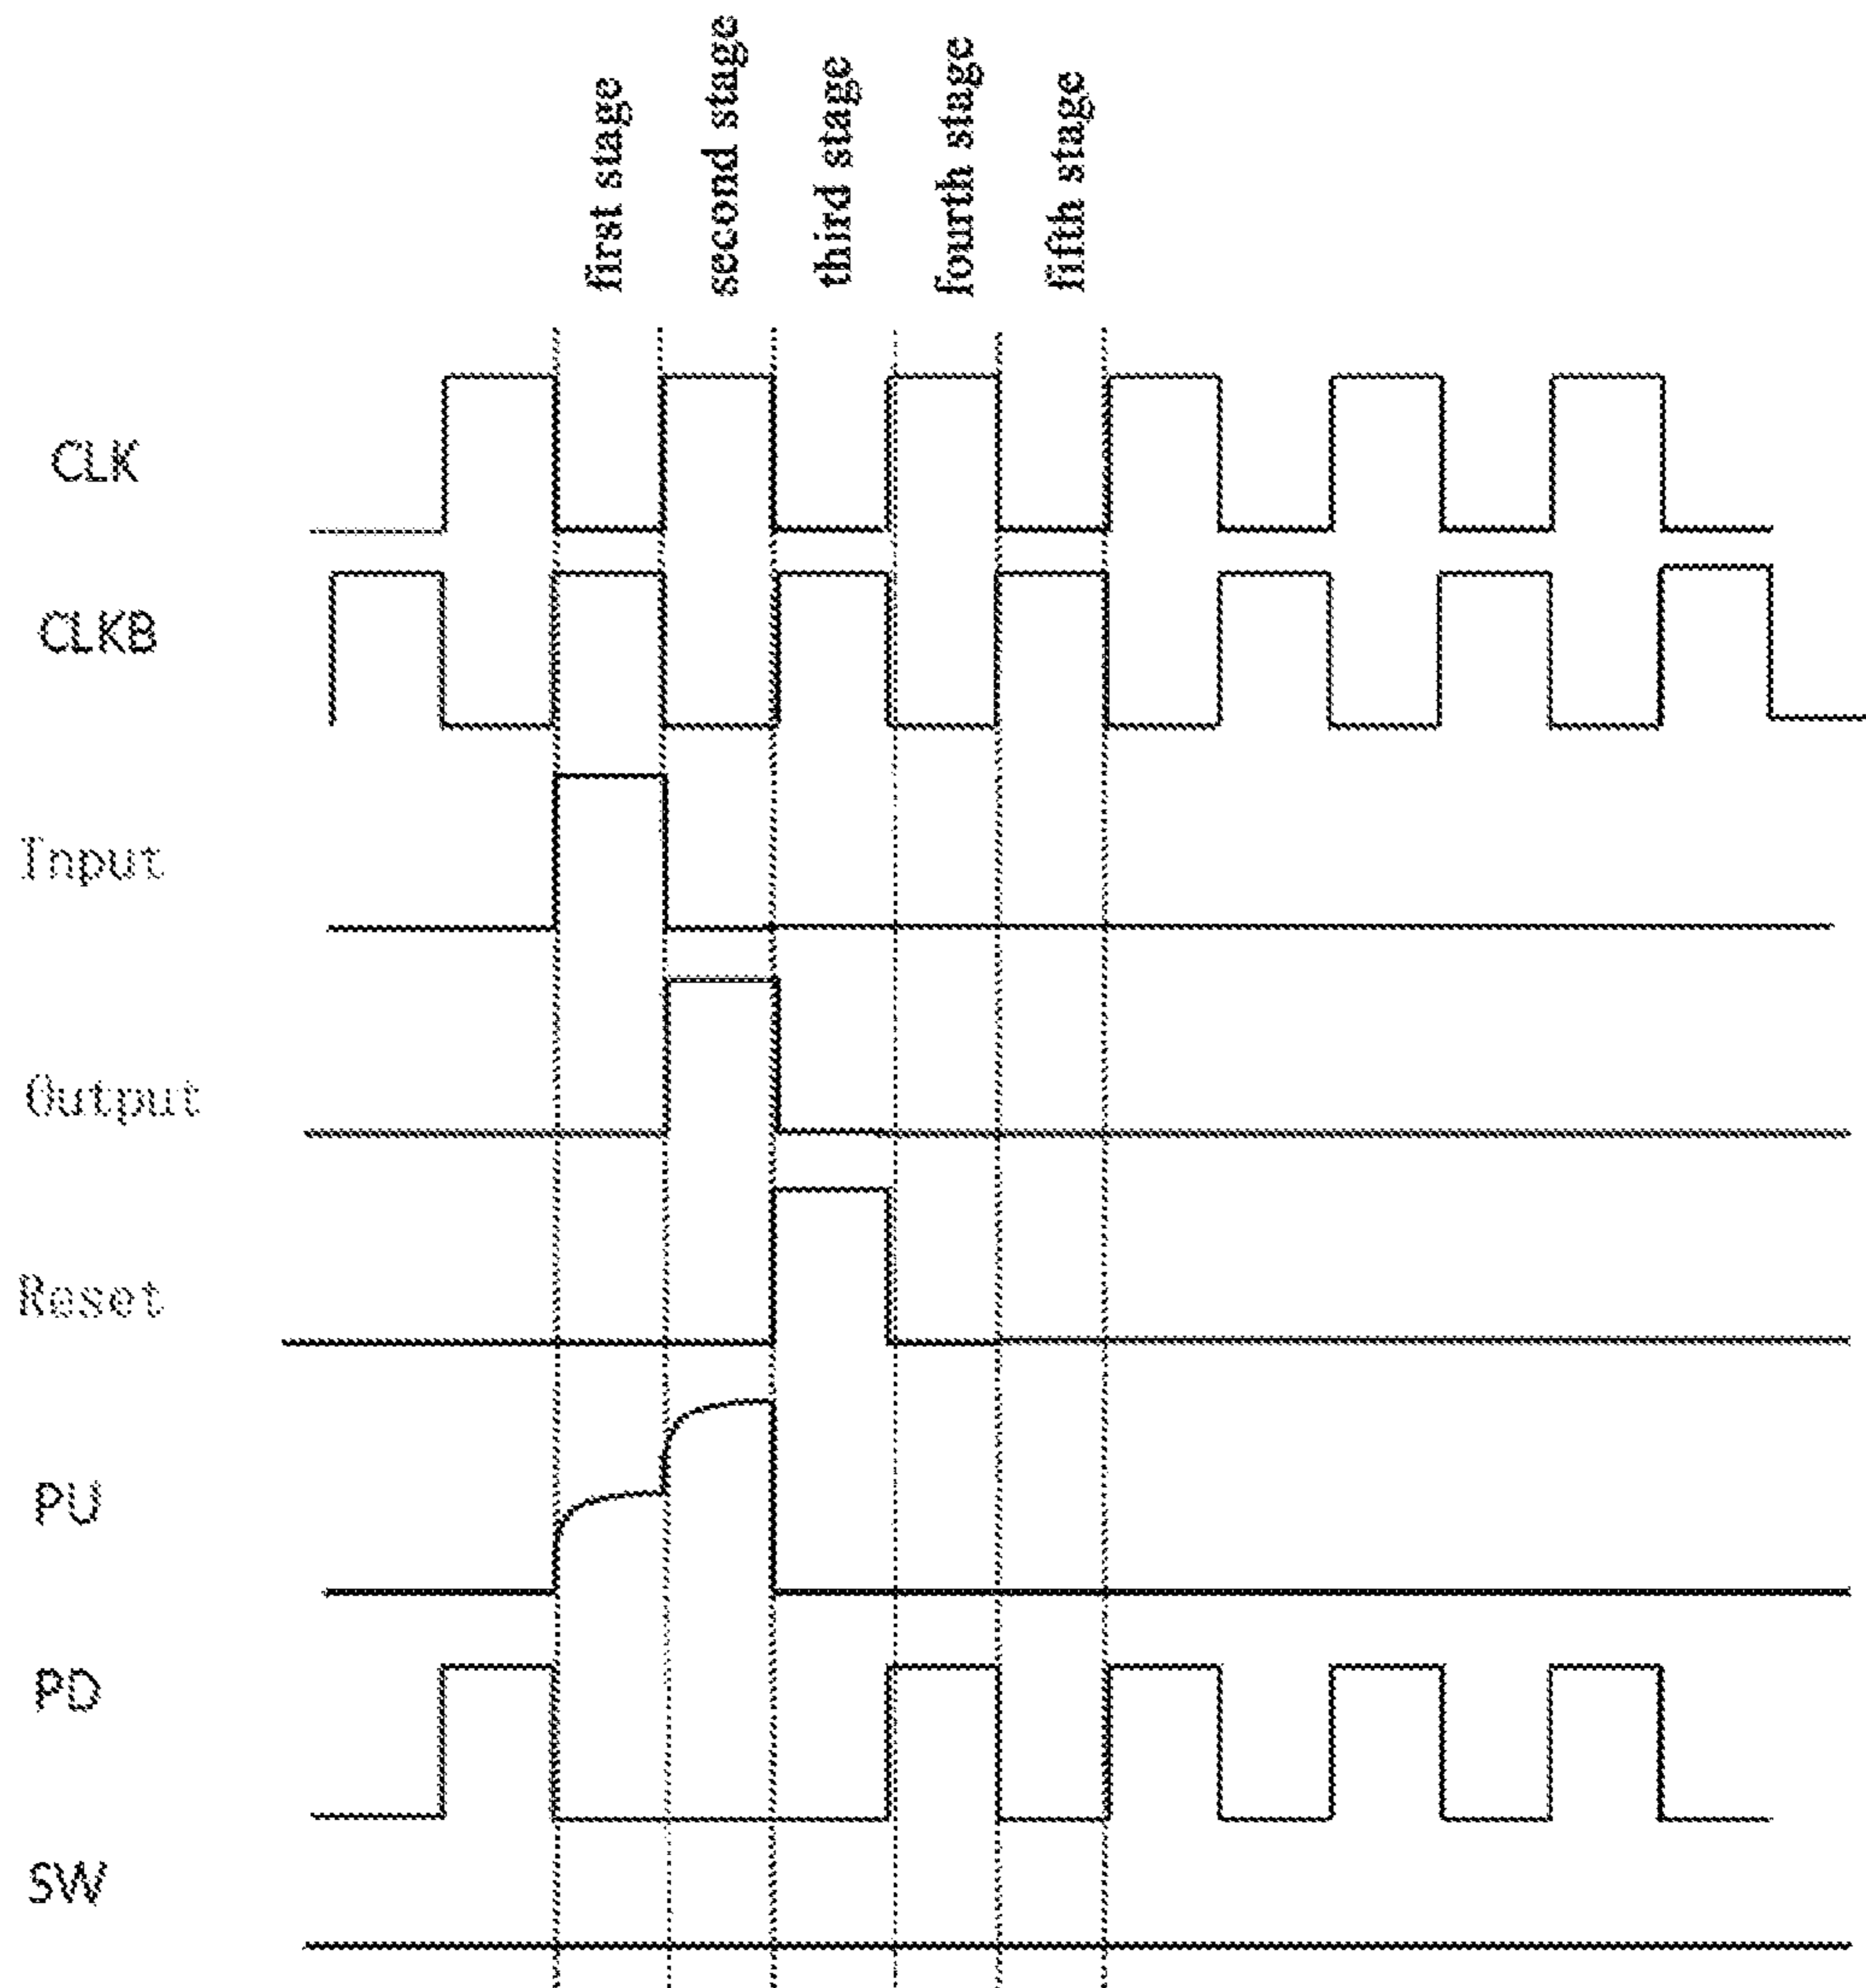 first stage
second stage
third stage
fourth stage
fifth stage
CLK
CLKB
Input
Output
Reset
PU
PD
SW